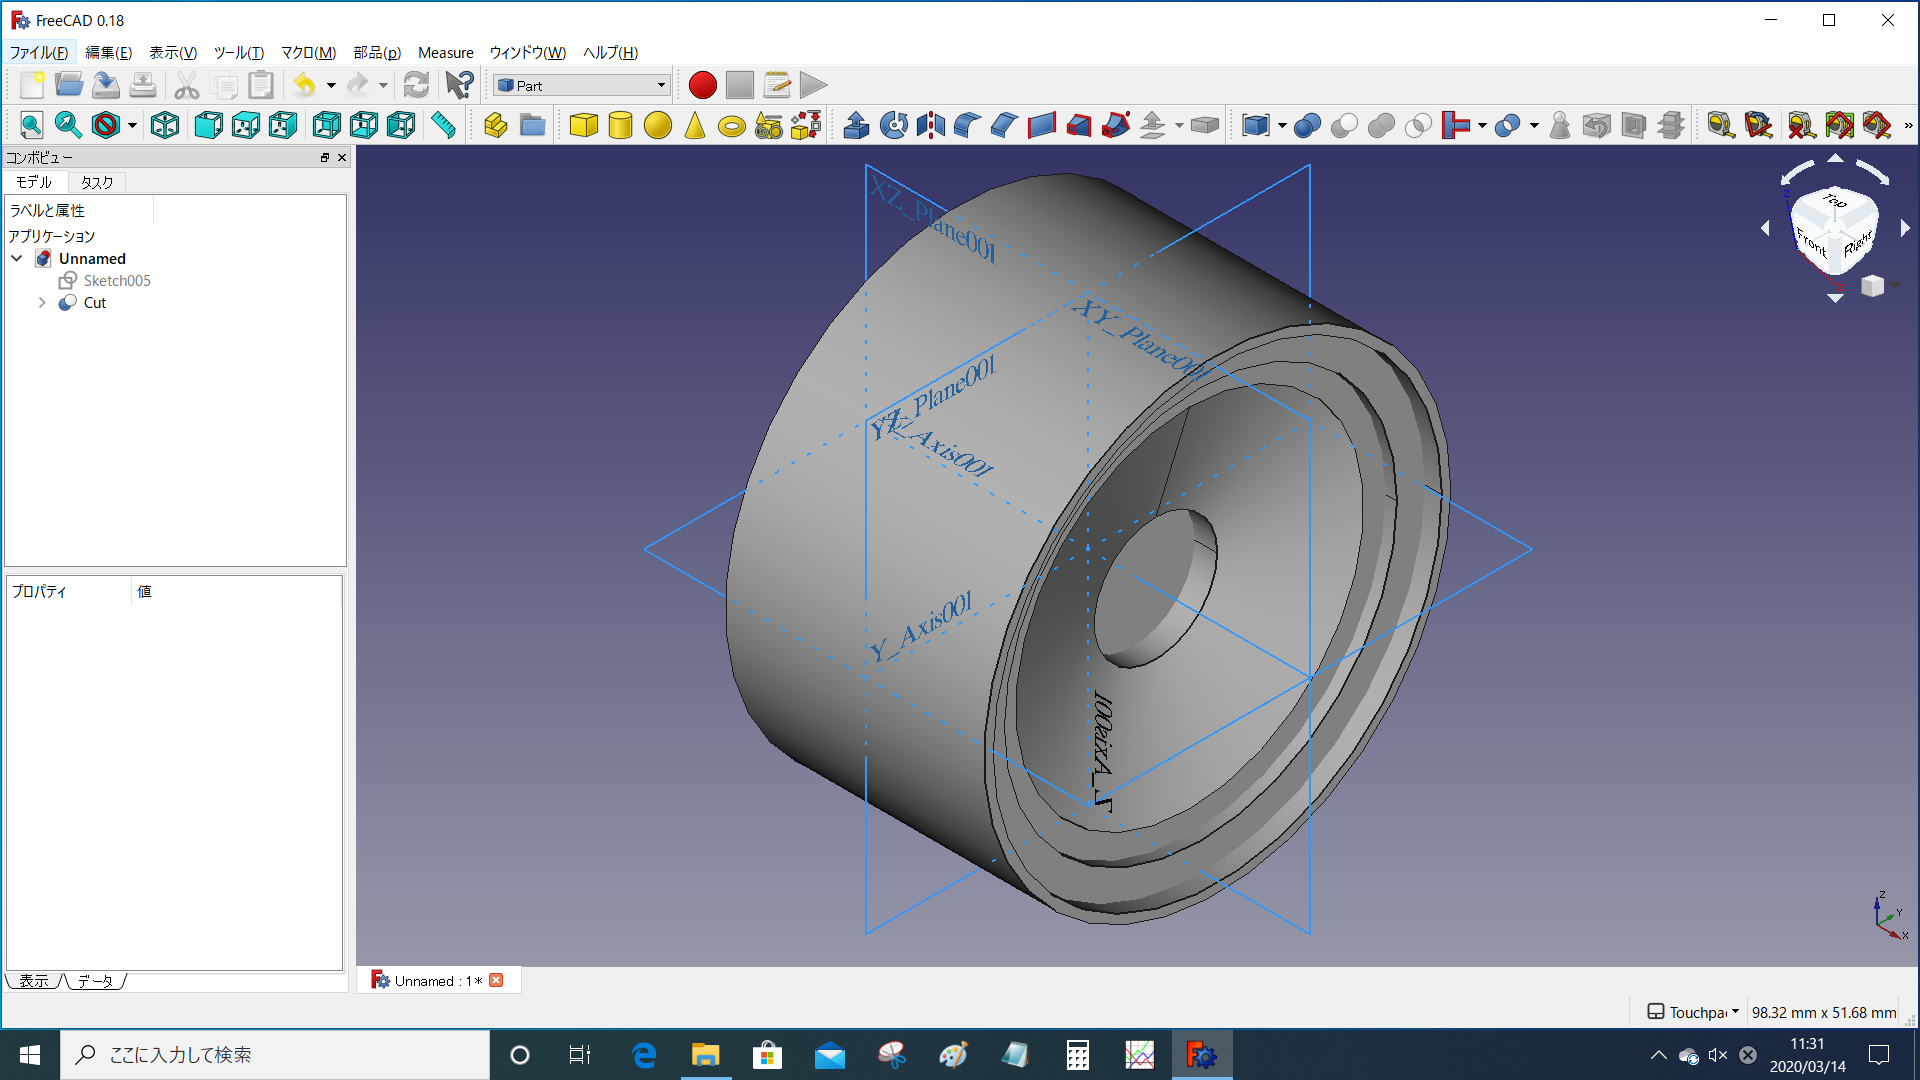 FreeCAD 0.18
ファイル(F) 編集(E) 表示(V) ツール(T) マクロ(M) 部品(p) Measure ウィンドウ(W) ヘルプ(H)
Part
»
コンボビュー
モデル タスク
ラベルと属性
アプリケーション
Unnamed
Sketch005
Cut
プロパティ 値
表示 データ
XZ_Plane001
XY_Plane001
YZ_Plane001
X_Axis001
Y_Axis001
Z_Axis001
Top
Front Right
Z
Y
X
Unnamed : 1*
Touchpa
98.32 mm x 51.68 mm
ここに入力して検索
11:31
2020/03/14